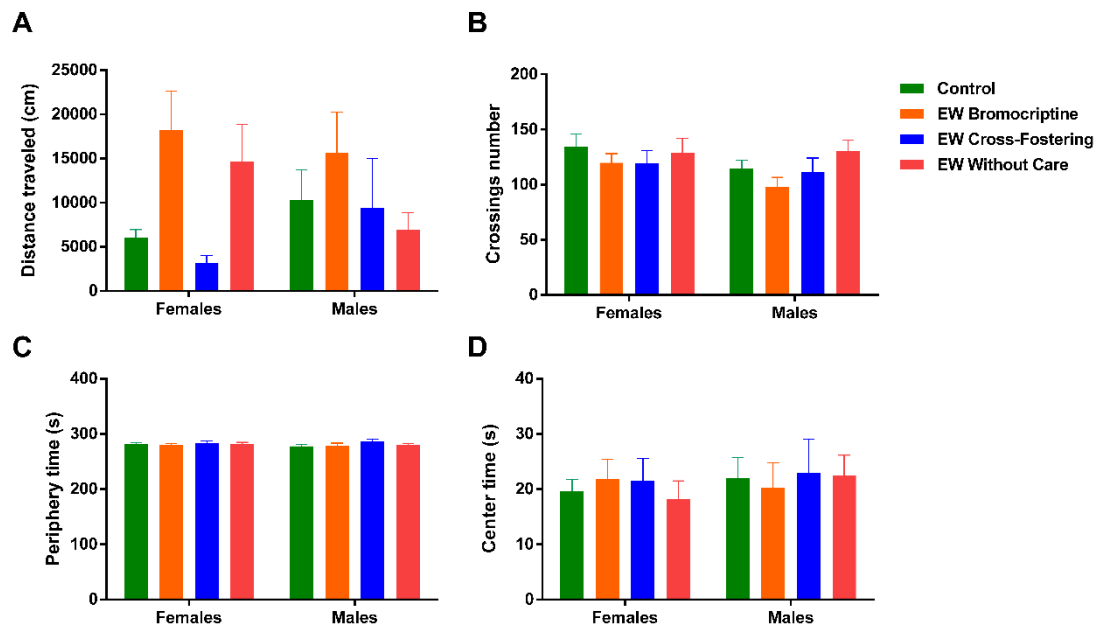 A
Distance traveled (cm)
25000
20000
15000
10000
5000
0
Females
Males
B
Crossings number
200
150
100
50
0
Females
Males
Control
EW Bromocriptine
EW Cross-Fostering
EW Without Care
C
Periphery time (s)
400
300
200
100
0
Females
Males
D
Center time (s)
40
30
20
10
0
Females
Males